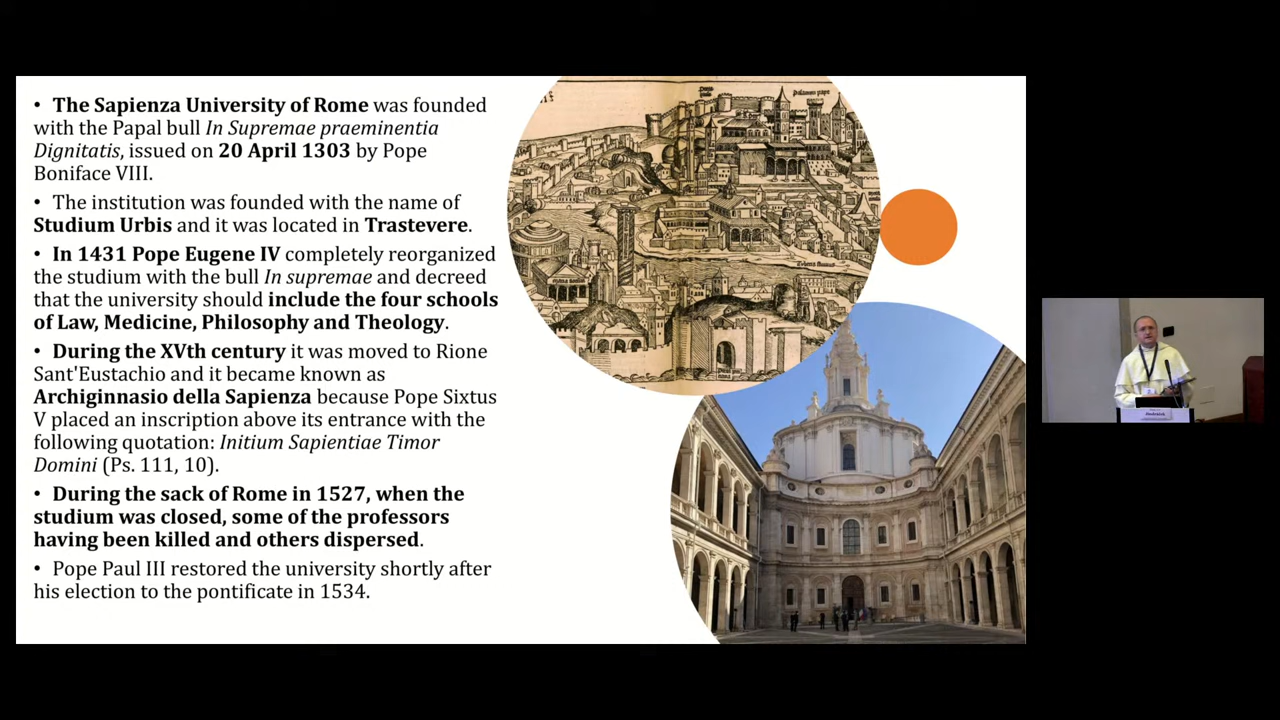 • The Sapienza University of Rome was founded
with the Papal bull In Supremae praeminentia
Dignitatis, issued on 20 April 1303 by Pope
Boniface VIII.
• The institution was founded with the name of
Studium Urbis and it was located in Trastevere.
• In 1431 Pope Eugene IV completely reorganized
the studium with the bull In supremae and decreed
that the university should include the four schools
of Law, Medicine, Philosophy and Theology.
• During the XVth century it was moved to Rione
Sant'Eustachio and it became known as
Archiginnasio della Sapienza because Pope Sixtus
V placed an inscription above its entrance with the
following quotation: Initium Sapientiae Timor
Domini (Ps. 111, 10).
• During the sack of Rome in 1527, when the
studium was closed, some of the professors
having been killed and others dispersed.
• Pope Paul III restored the university shortly after
his election to the pontificate in 1534.